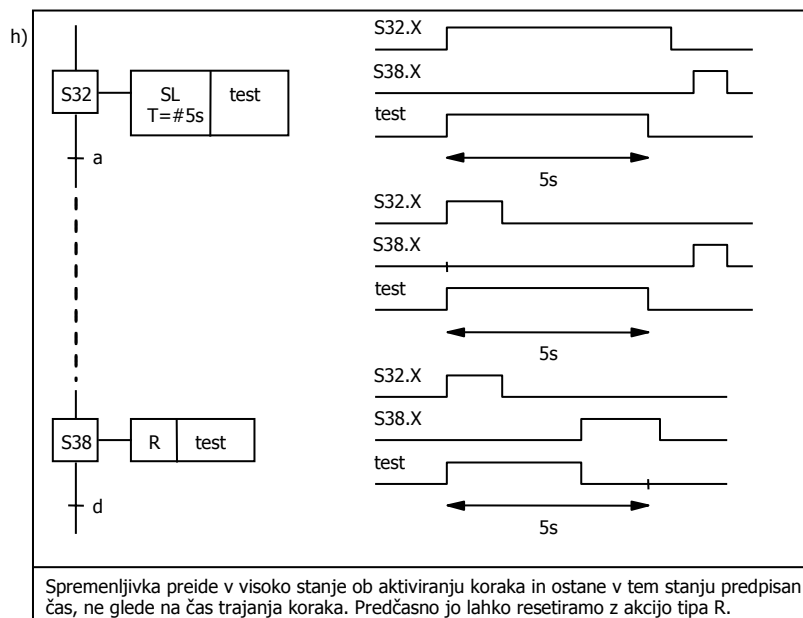 h)
S32
SL
T=#5s
test
a
S38
R
test
d
S32.X
S38.X
test
5s
S32.X
S38.X
test
5s
S32.X
S38.X
test
5s
Spremenljivka preide v visoko stanje ob aktiviranju koraka in ostane v tem stanju predpisan
čas, ne glede na čas trajanja koraka. Predčasno jo lahko resetiramo z akcijo tipa R.